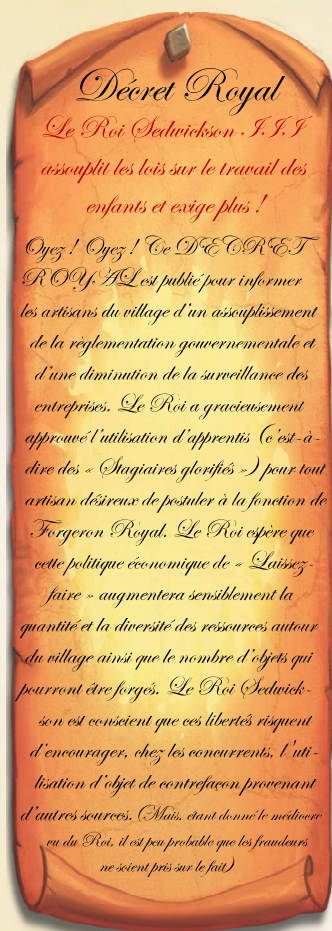 Décret Royal
Le Roi Sedwickson .I.I.I
assouplit les lois sur le travail des
enfants et exige plus !
Oyez ! Oyez ! Ce DECRET
ROYAL est publié pour informer
les artisans du village d'un assouplissement
de la règlementation gouvernementale et
d'une diminution de la surveillance des
entreprises. Le Roi a gracieusement
approuvé l'utilisation d'apprentis (c'est-à-
dire des « Stagiaires glorifiés ») pour tout
artisan désireux de postuler à la fonction de
Forgeron Royal. Le Roi espère que
cette politique économique de « Laissez-
faire » augmentera sensiblement la
quantité et la diversité des ressources autour
du village ainsi que le nombre d'objets qui
pourront être forgés. Le Roi Sedwick-
son est conscient que ces libertés risquent
d'encourager, chez les concurrents, l'uti-
lisation d'objet de contrefaçon provenant
d'autres sources. (Mais, étant donné le médiocre
vu du Roi, il est peu probable que les fraudeurs
ne soient pris sur le fait)